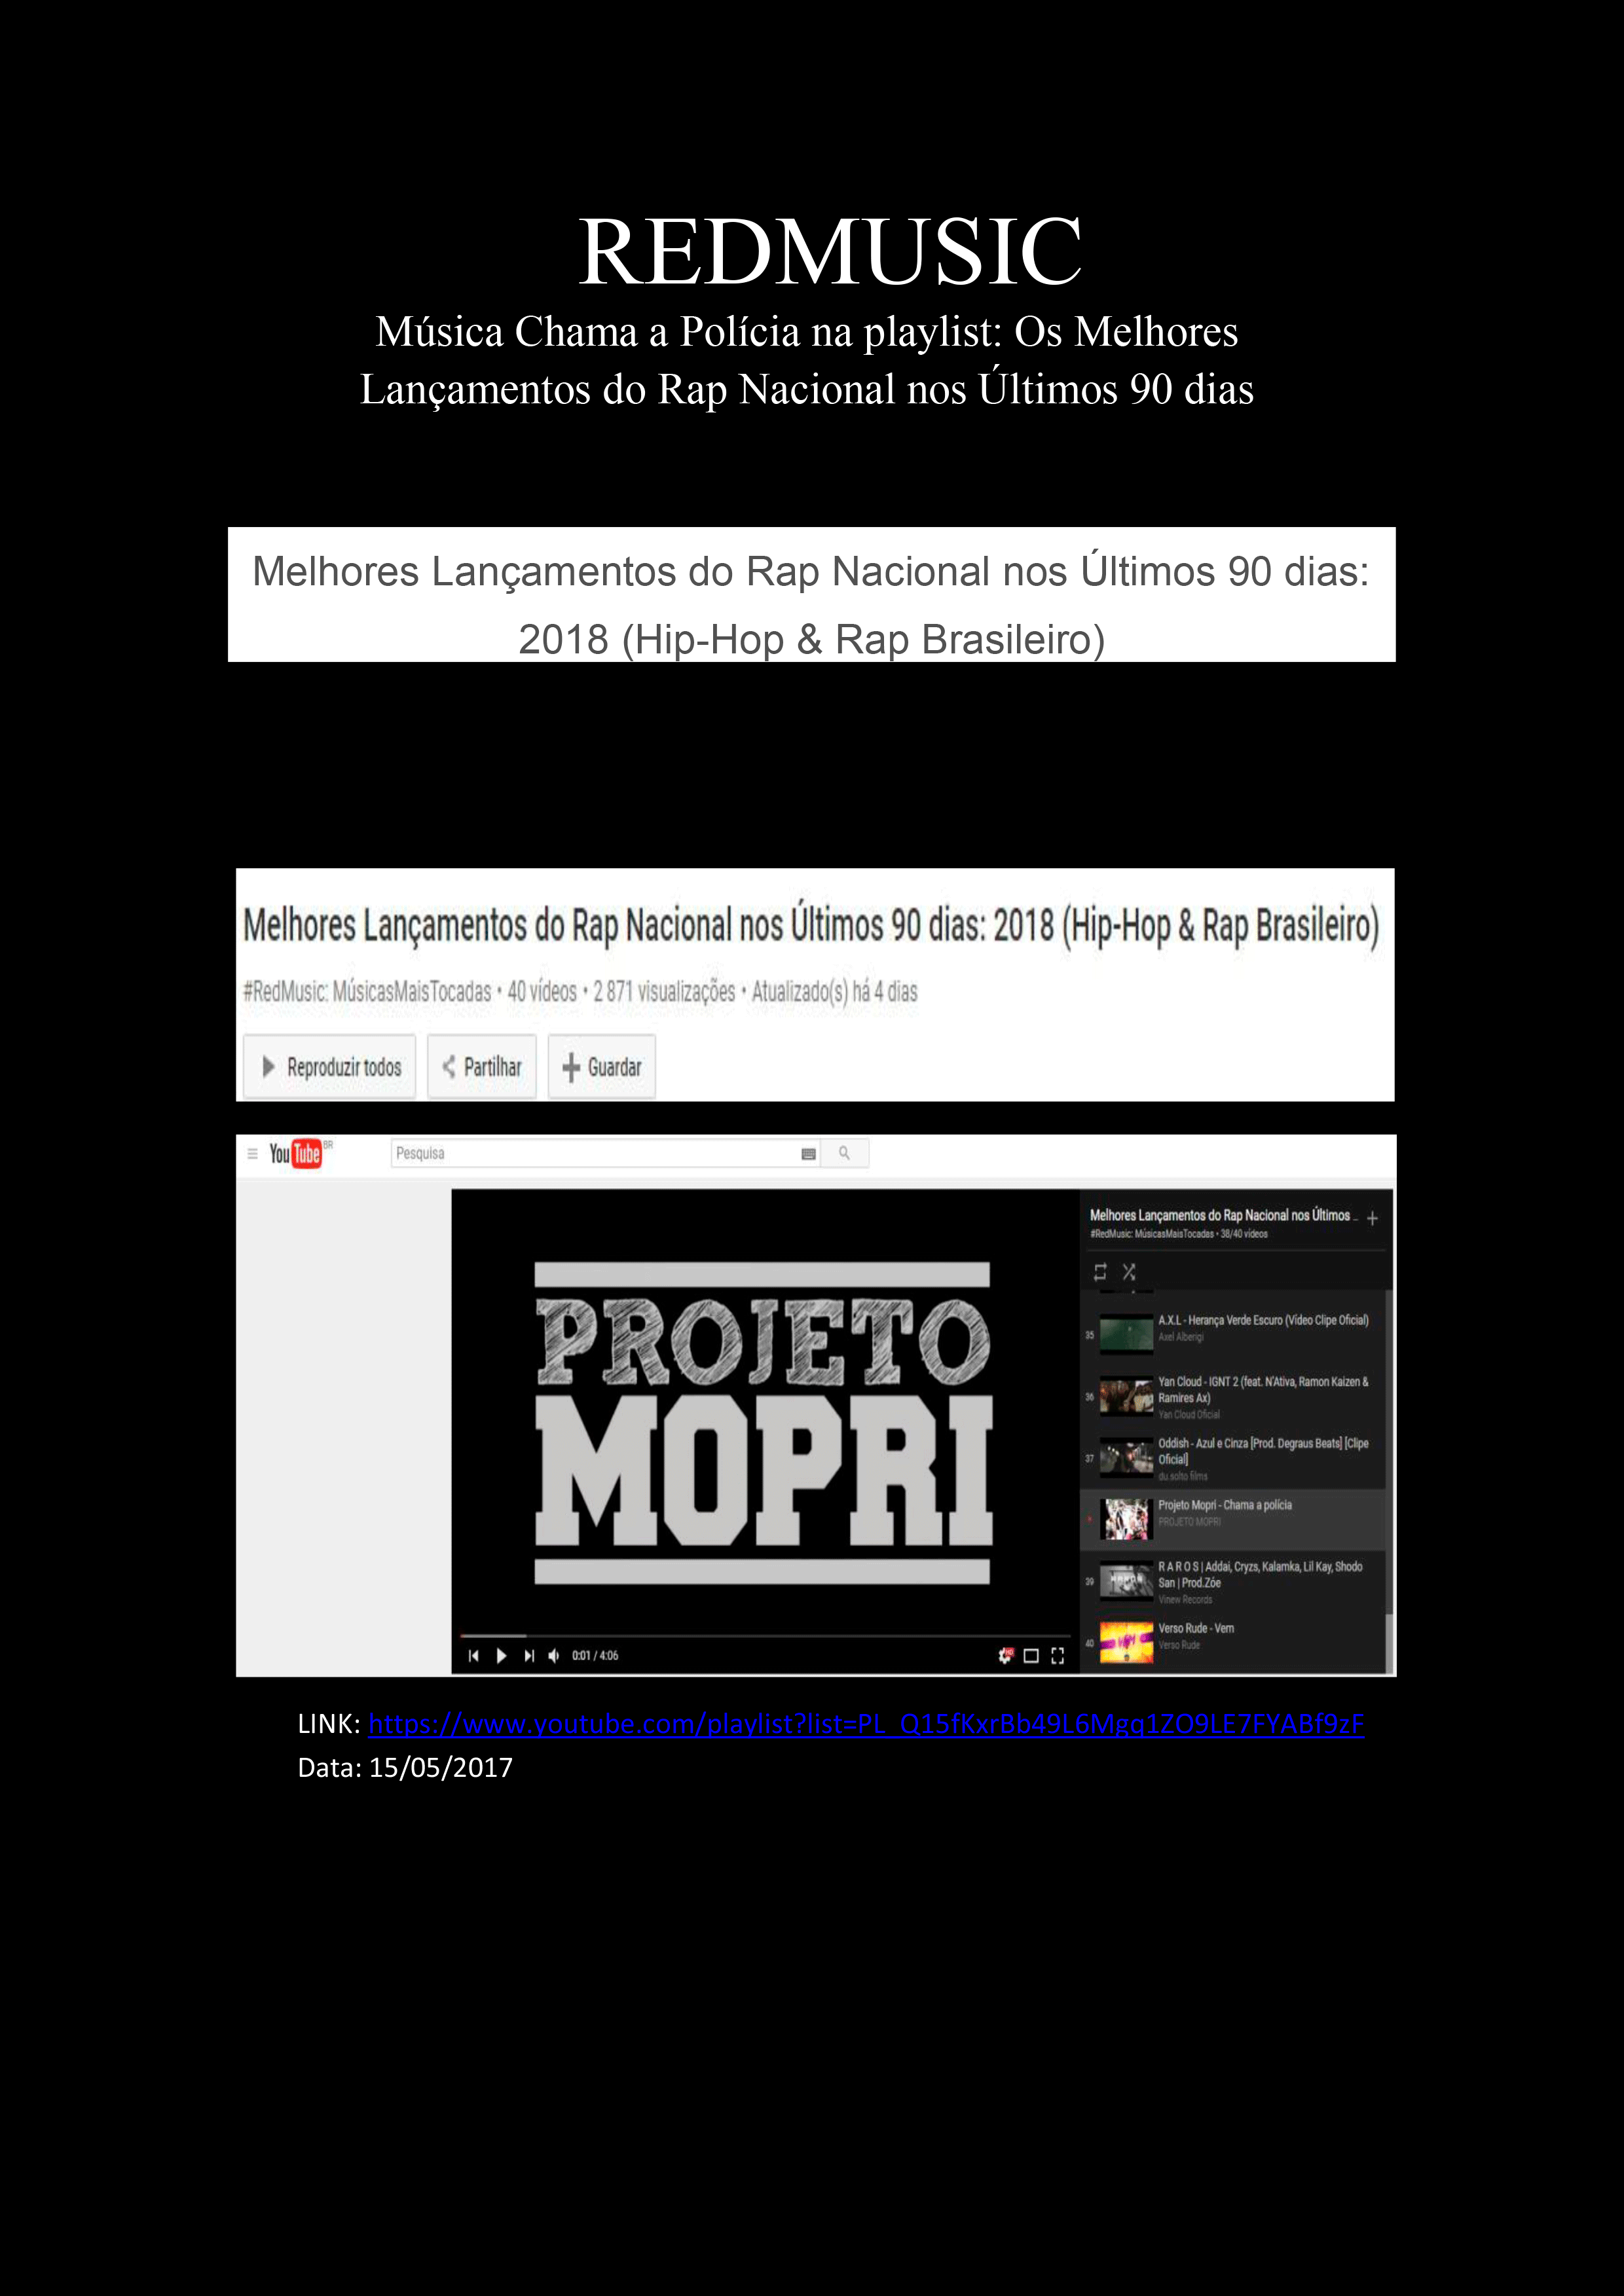 REDMUSIC
Música Chama a Polícia na playlist: Os Melhores
Lançamentos do Rap Nacional nos Últimos 90 dias
Melhores Lançamentos do Rap Nacional nos Últimos 90 dias:
2018 (Hip-Hop & Rap Brasileiro)
Melhores Lançamentos do Rap Nacional nos Últimos 90 dias: 2018 (Hip-Hop & Rap Brasileiro)
#RedMusic: MúsicasMaisTocadas • 40 vídeos • 2 871 visualizações • Atualizado(s) há 4 dias
Reproduzir todos
Partilhar
Guardar
YouTube BR
Pesquisa
PROJETO
MOPRI
0:01 / 4:06
HD
Melhores Lançamentos do Rap Nacional nos Últimos ...
#RedMusic: MúsicasMaisTocadas • 38/40 vídeos
35
A.X.L - Herança Verde Escuro (Vídeo Clipe Oficial)
Axel Alberigi
36
Yan Cloud - IGNT 2 (feat. N'Ativa, Ramon Kaizen &
Ramires Ax)
Yan Cloud Oficial
37
Oddish - Azul e Cinza [Prod. Degraus Beats] [Clipe
Oficial]
du.solto films
Projeto Mopri - Chama a polícia
PROJETO MOPRI
39
R A R O S | Addai, Cryzs, Kalamka, Lil Kay, Shodo
San | Prod.Zóe
Vinew Records
40
Verso Rude - Vem
Verso Rude
LINK: https://www.youtube.com/playlist?list=PL_Q15fKxrBb49L6Mgq1ZO9LE7FYABf9zF
Data: 15/05/2017